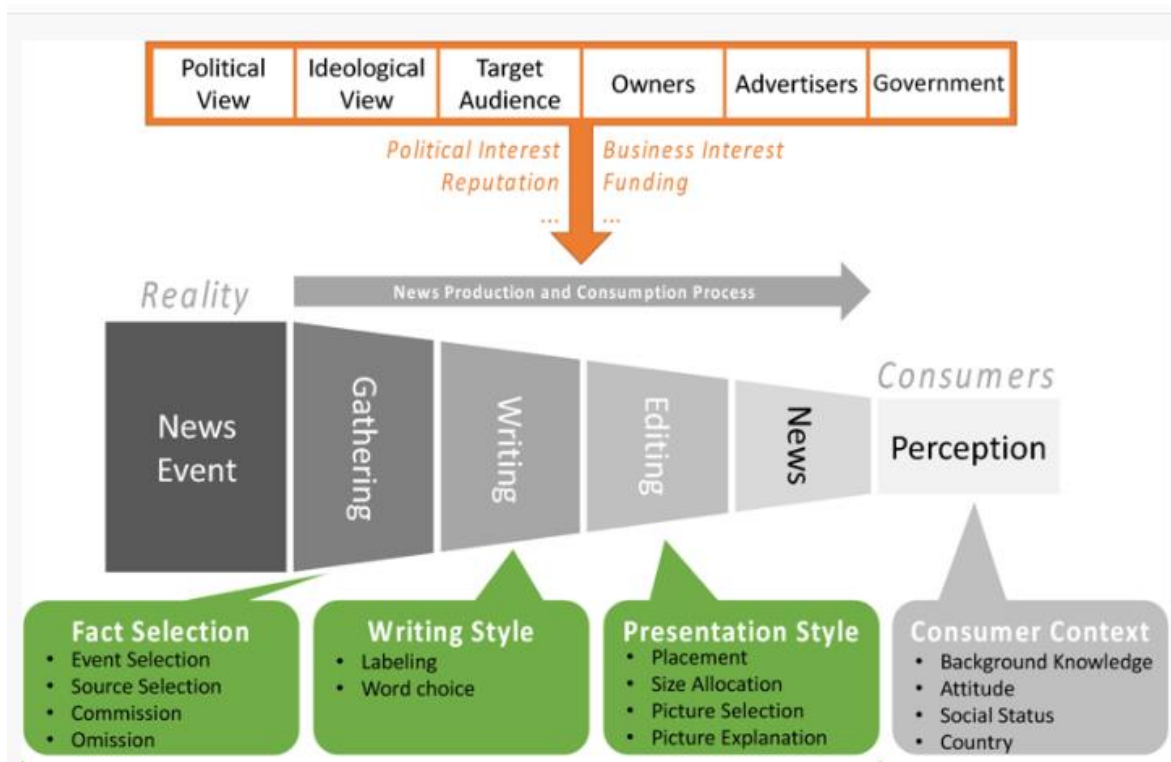 Political
View
Ideological
View
Target
Audience
Owners
Advertisers
Government
Political Interest
Reputation
...
Business Interest
Funding
...
Reality
News Production and Consumption Process
News
Event
Gathering
Writing
Editing
News
Consumers
Perception
Fact Selection
• Event Selection
• Source Selection
• Commission
• Omission
Writing Style
• Labeling
• Word choice
Presentation Style
• Placement
• Size Allocation
• Picture Selection
• Picture Explanation
Consumer Context
• Background Knowledge
• Attitude
• Social Status
• Country